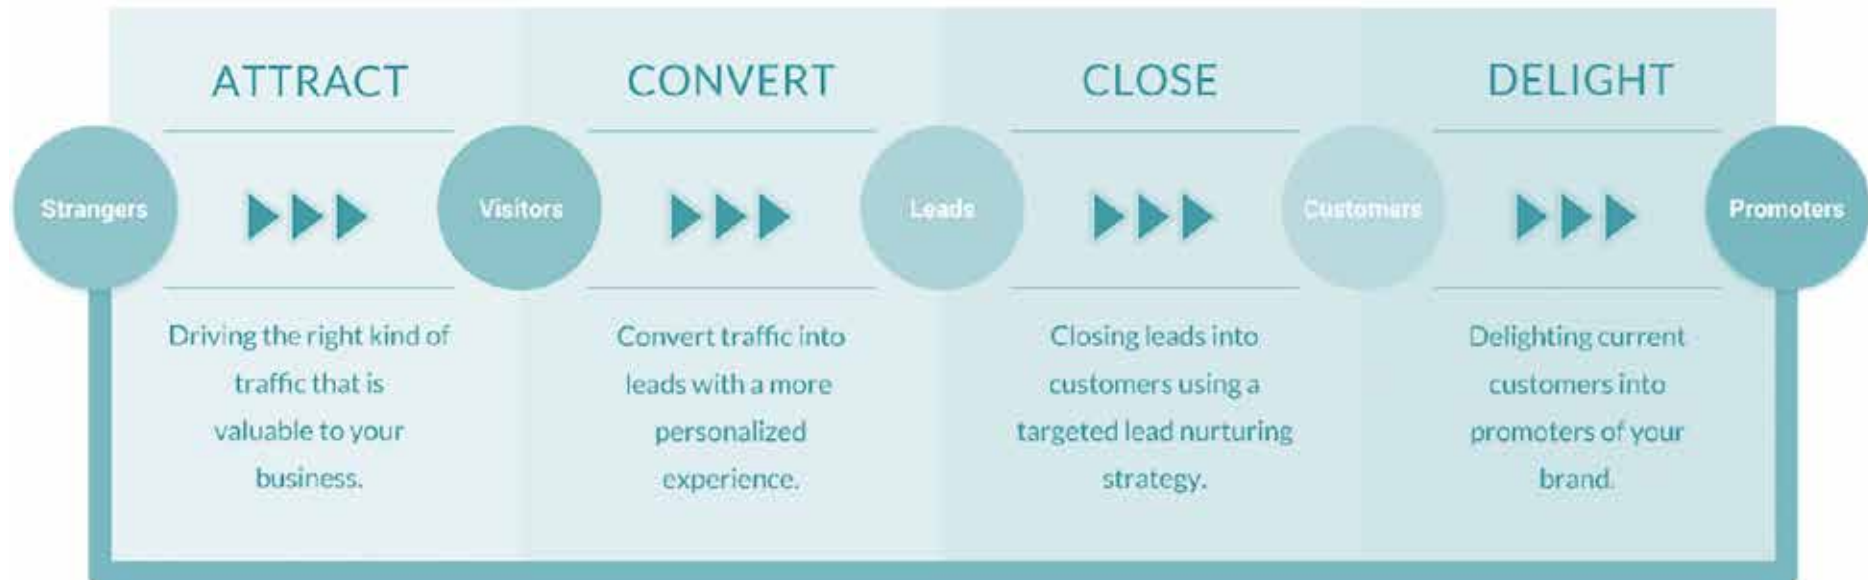 ATTRACT
CONVERT
CLOSE
DELIGHT
Strangers
Visitors
Leads
Customers
Promoters
Driving the right kind of
traffic that is
valuable to your
business.
Convert traffic into
leads with a more
personalized
experience.
Closing leads into
customers using a
targeted lead nurturing
strategy.
Delighting current
customers into
promoters of your
brand.